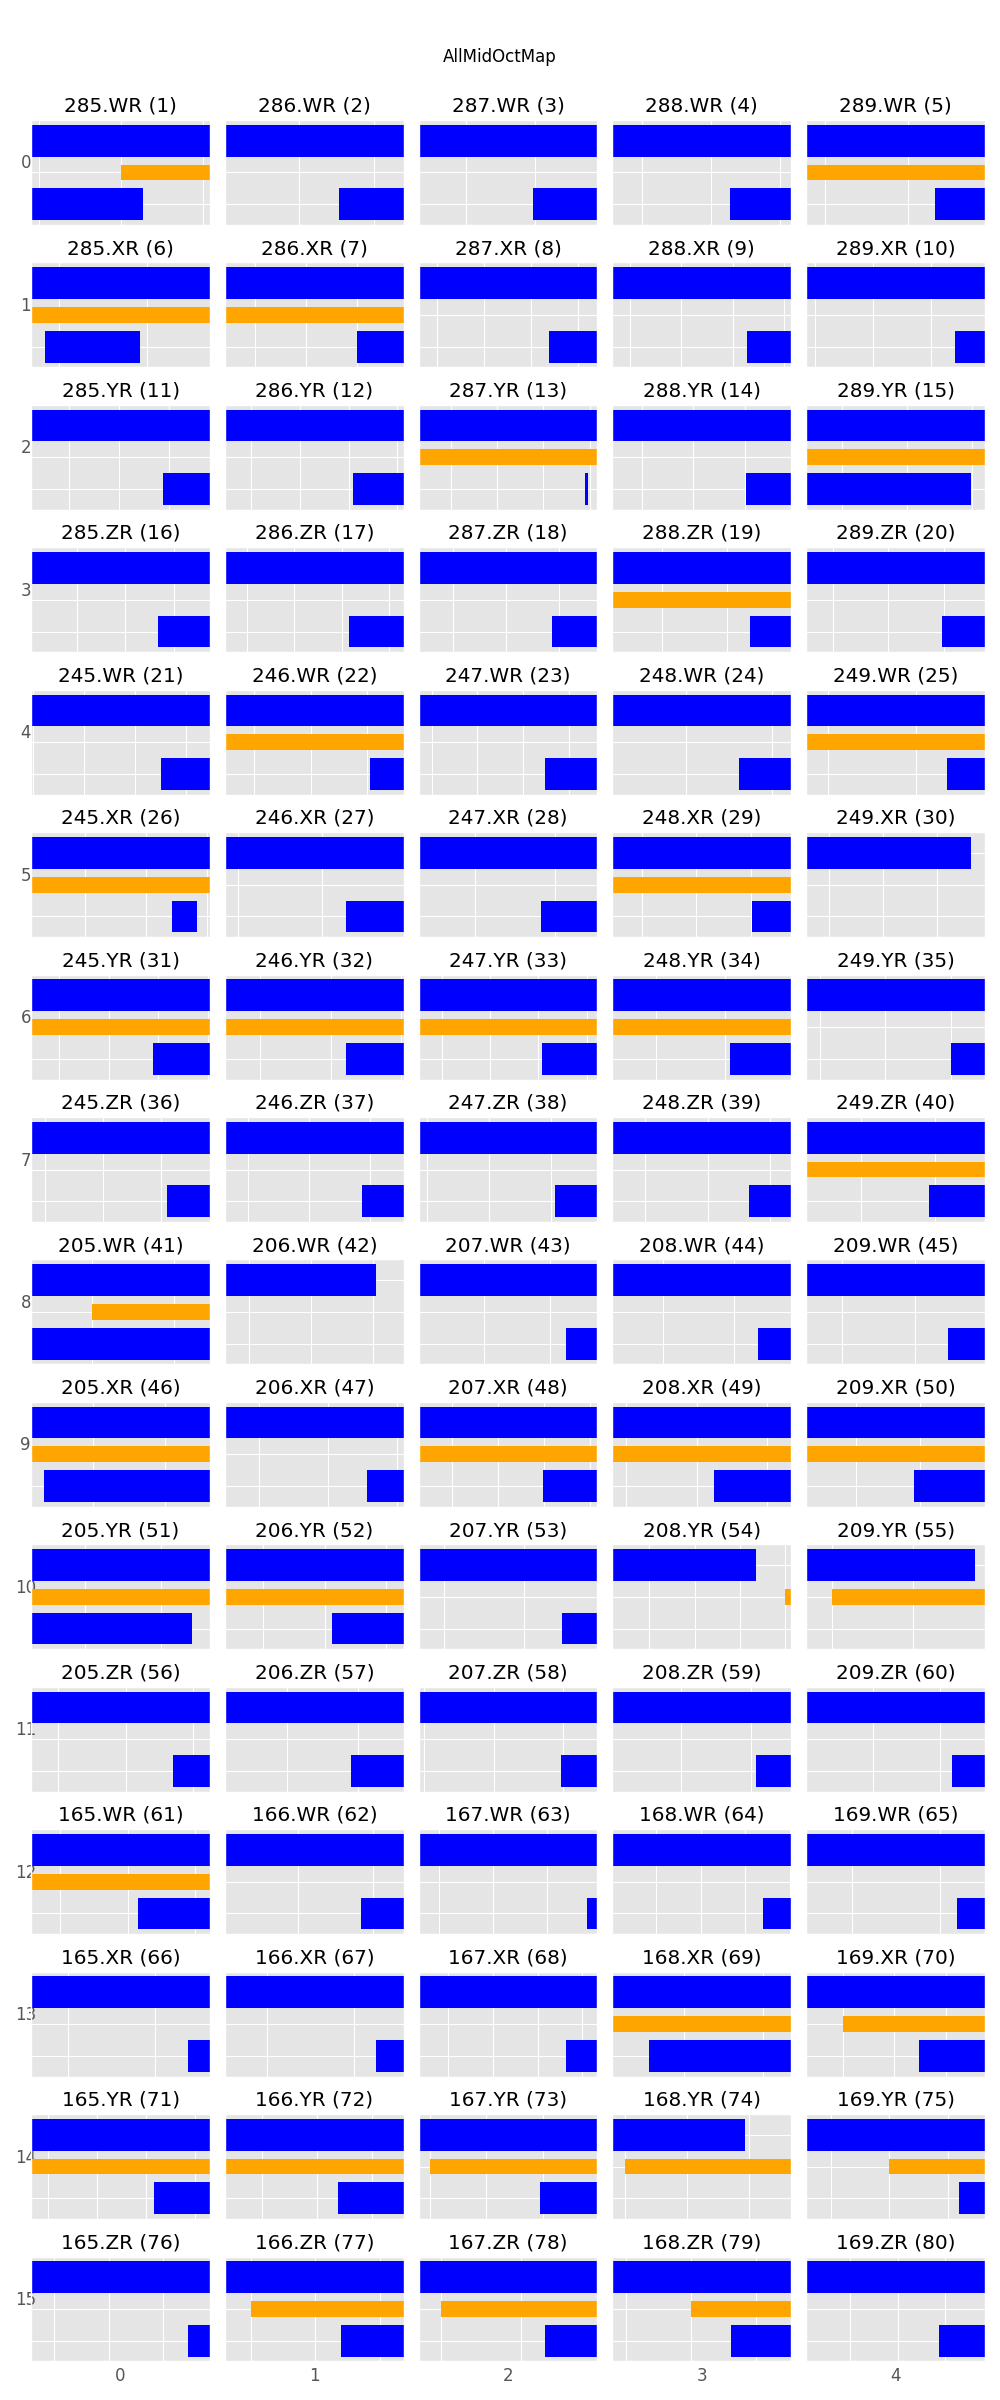 AllMidOctMap
285.WR (1) 286.WR (2) 287.WR (3) 288.WR (4) 289.WR (5)
0
285.XR (6) 286.XR (7) 287.XR (8) 288.XR (9) 289.XR (10)
1
285.YR (11) 286.YR (12) 287.YR (13) 288.YR (14) 289.YR (15)
2
285.ZR (16) 286.ZR (17) 287.ZR (18) 288.ZR (19) 289.ZR (20)
3
245.WR (21) 246.WR (22) 247.WR (23) 248.WR (24) 249.WR (25)
4
245.XR (26) 246.XR (27) 247.XR (28) 248.XR (29) 249.XR (30)
5
245.YR (31) 246.YR (32) 247.YR (33) 248.YR (34) 249.YR (35)
6
245.ZR (36) 246.ZR (37) 247.ZR (38) 248.ZR (39) 249.ZR (40)
7
205.WR (41) 206.WR (42) 207.WR (43) 208.WR (44) 209.WR (45)
8
205.XR (46) 206.XR (47) 207.XR (48) 208.XR (49) 209.XR (50)
9
205.YR (51) 206.YR (52) 207.YR (53) 208.YR (54) 209.YR (55)
10
205.ZR (56) 206.ZR (57) 207.ZR (58) 208.ZR (59) 209.ZR (60)
11
165.WR (61) 166.WR (62) 167.WR (63) 168.WR (64) 169.WR (65)
12
165.XR (66) 166.XR (67) 167.XR (68) 168.XR (69) 169.XR (70)
13
165.YR (71) 166.YR (72) 167.YR (73) 168.YR (74) 169.YR (75)
14
165.ZR (76) 166.ZR (77) 167.ZR (78) 168.ZR (79) 169.ZR (80)
15
0 1 2 3 4